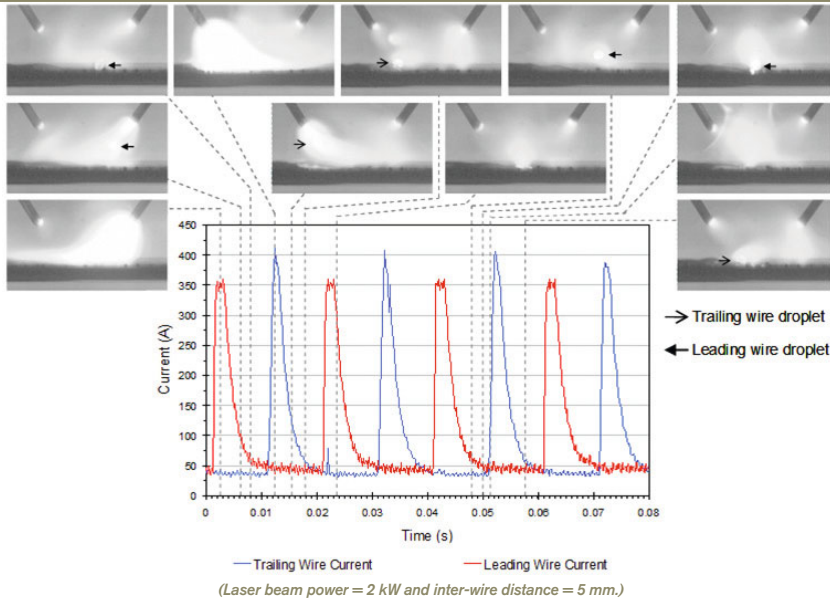 → Trailing wire droplet
← Leading wire droplet
450
400
350
300
250
200
150
100
50
0
Current (A)
0 0.01 0.02 0.03 0.04 0.05 0.06 0.07 0.08
Time (s)
Trailing Wire Current Leading Wire Current
(Laser beam power = 2 kW and inter-wire distance = 5 mm.)